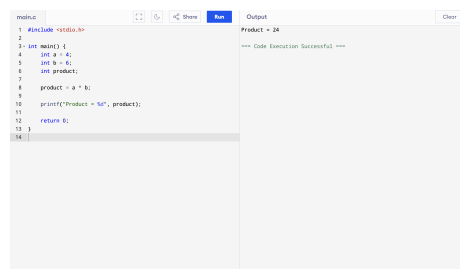 main.c
Share
Run
Output
Clear
1 #include <stdio.h>
2
3 int main() {
4 int a = 4;
5 int b = 6;
6 int product;
7
8 product = a * b;
9
10 printf("Product = %d", product);
11
12 return 0;
13 }
14
Product = 24
=== Code Execution Successful ===